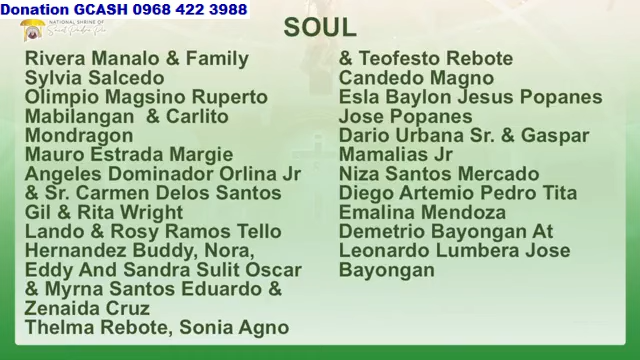 Donation GCASH 0968 422 3988
NATIONAL SHRINE OF
SOUL
Rivera Manalo & Family
Sylvia Salcedo
Olimpio Magsino Ruperto
Mabilangan & Carlito
Mondragon
Mauro Estrada Margie
Angeles Dominador Orlina Jr
& Sr. Carmen Delos Santos
Gil & Rita Wright
Lando & Rosy Ramos Tello
Hernandez Buddy, Nora,
Eddy And Sandra Sulit Oscar
& Myrna Santos Eduardo &
Zenaida Cruz
Thelma Rebote, Sonia Agno
& Teofesto Rebote
Candedo Magno
Esla Baylon Jesus Popanes
Jose Popanes
Dario Urbana Sr. & Gaspar
Mamalias Jr
Niza Santos Mercado
Diego Artemio Pedro Tita
Emalina Mendoza
Demetrio Bayongan At
Leonardo Lumbera Jose
Bayongan